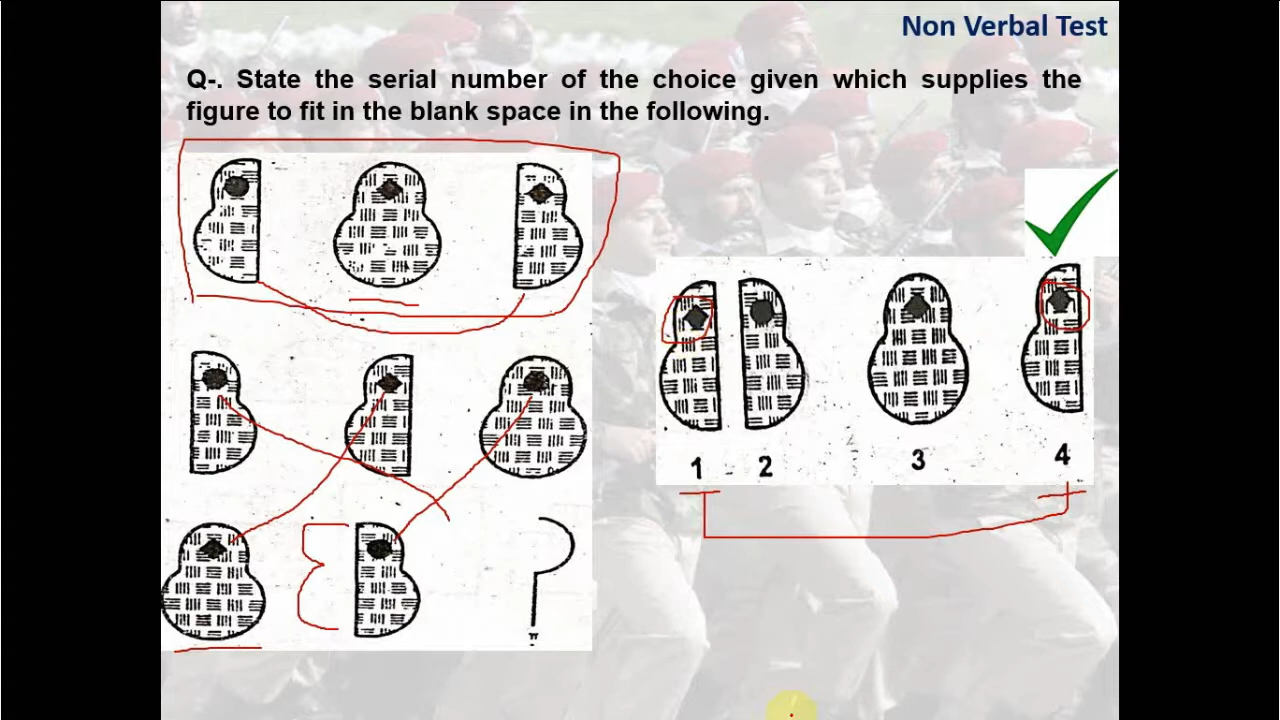 Non Verbal Test
Q-. State the serial number of the choice given which supplies the
figure to fit in the blank space in the following.
?
1 2 3 4